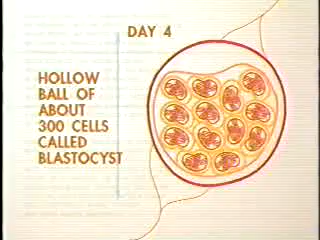 DAY 4
HOLLOW
BALL OF
ABOUT
300 CELLS
CALLED
BLASTOCYST